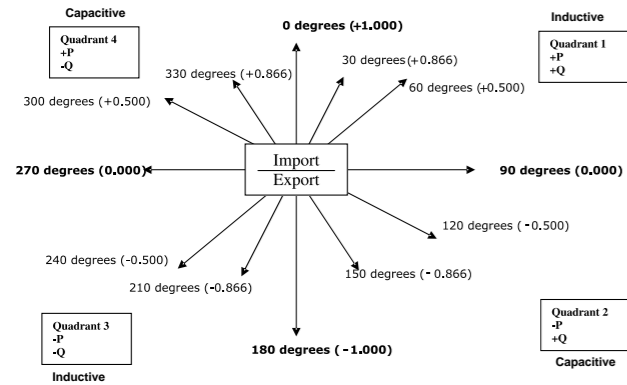 Capacitive
0 degrees (+1.000)
Inductive
Quadrant 4
+P
-Q
Quadrant 1
+P
+Q
330 degrees (+0.866)
30 degrees (+0.866)
60 degrees (+0.500)
300 degrees (+0.500)
270 degrees (0.000)
Import
Export
90 degrees (0.000)
120 degrees (-0.500)
240 degrees (-0.500)
150 degrees (-0.866)
210 degrees (-0.866)
Quadrant 3
-P
-Q
Quadrant 2
-P
+Q
180 degrees (-1.000)
Inductive
Capacitive